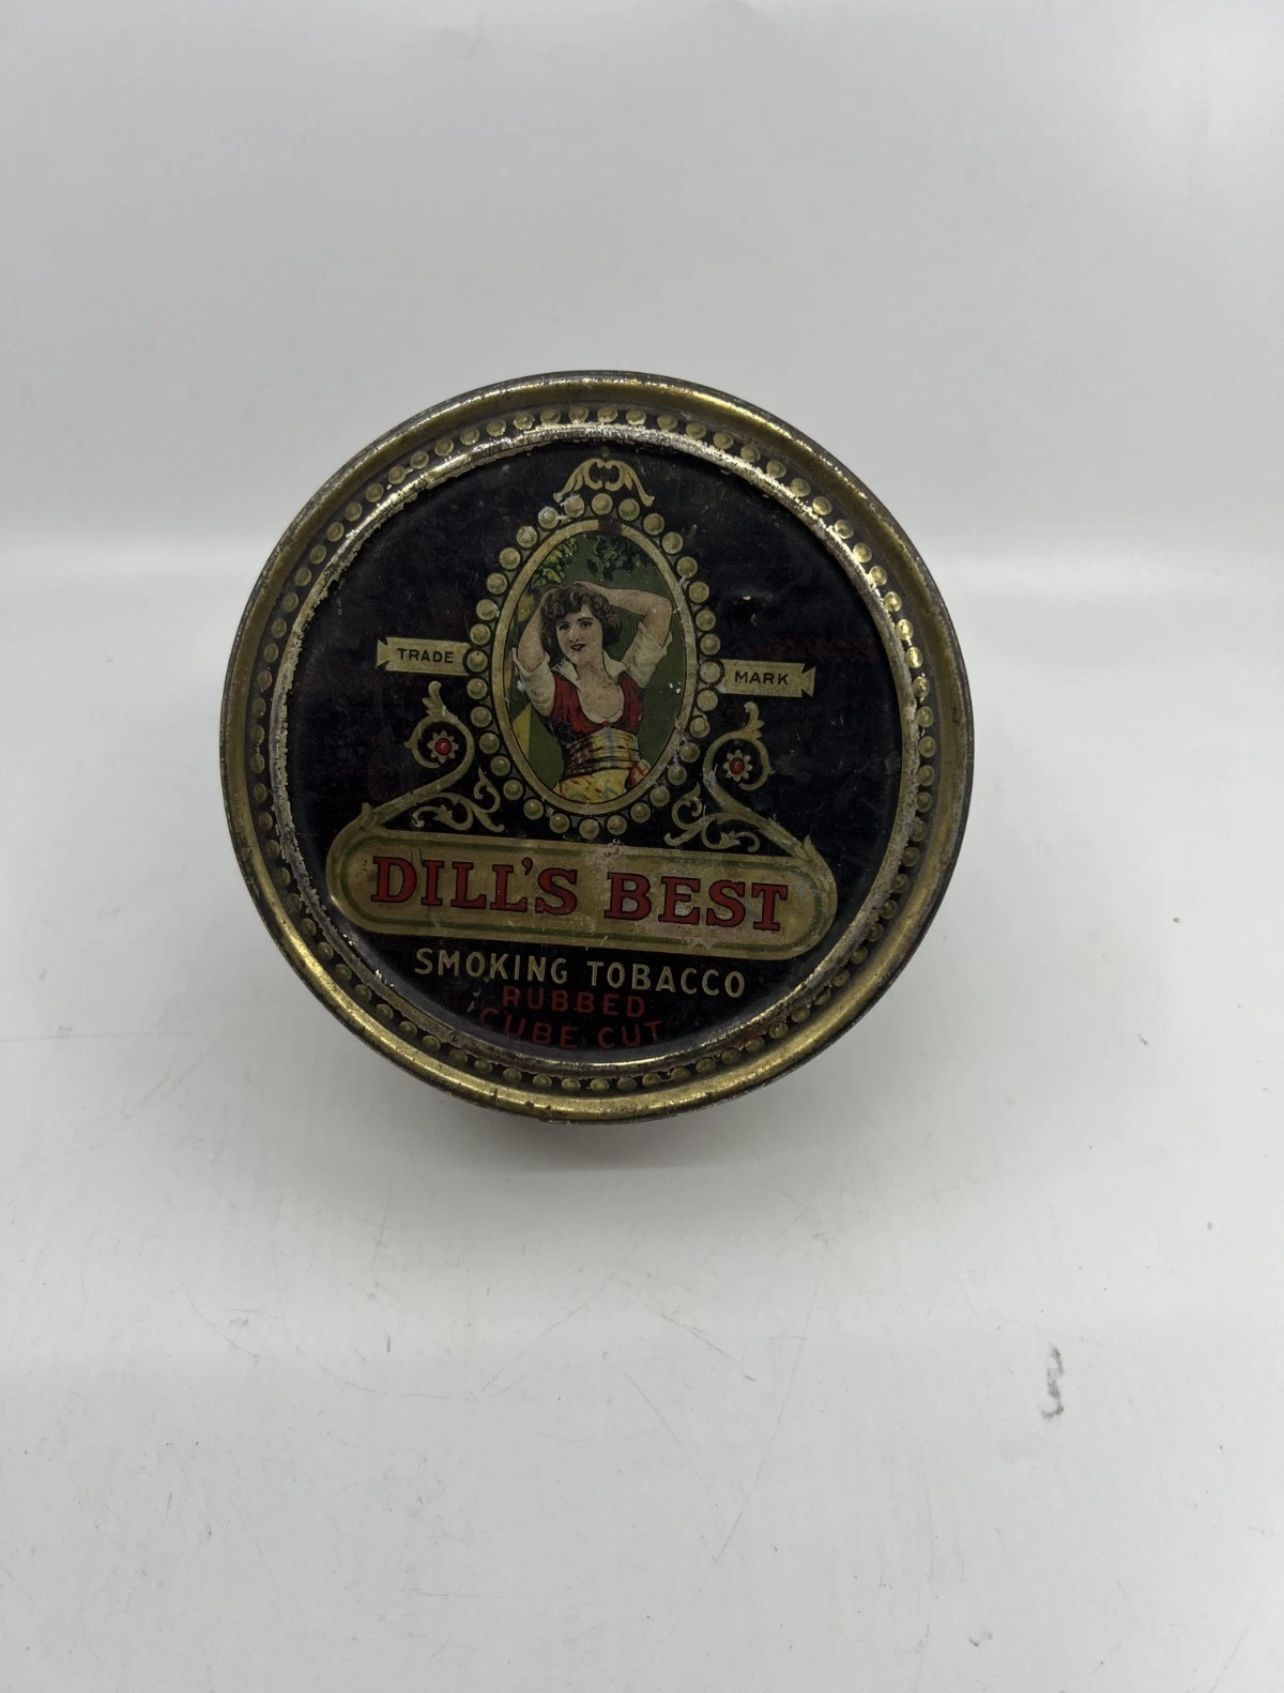 TRADE MARK
DILL'S BEST
SMOKING TOBACCO
RUBBED
CUBE CUT